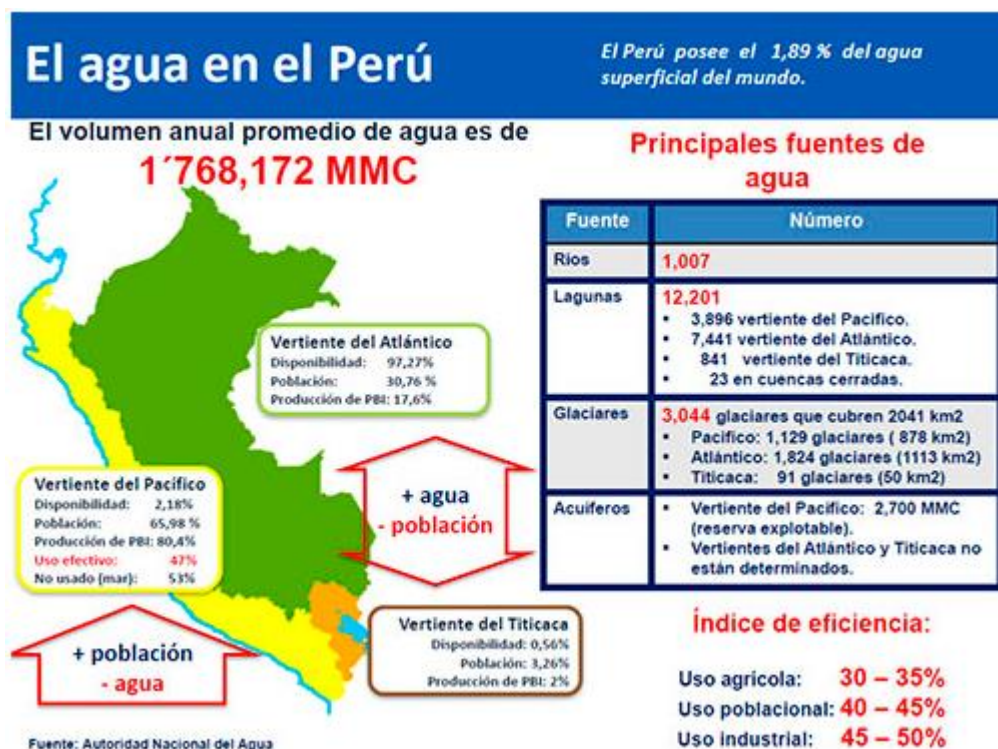 El agua en el Perú
El Perú posee el 1,89 % del agua
superficial del mundo.
El volumen anual promedio de agua es de
1´768,172 MMC
Vertiente del Atlántico
Disponibilidad: 97,27%
Población: 30,76 %
Producción de PBI: 17,6%
Vertiente del Pacífico
Disponibilidad: 2,18%
Población: 65,98 %
Producción de PBI: 80,4%
Uso efectivo: 47%
No usado (mar): 53%
+ agua
- población
+ población
- agua
Vertiente del Titicaca
Disponibilidad: 0,56%
Población: 3,26%
Producción de PBI: 2%
Fuente: Autoridad Nacional del Agua
Principales fuentes de
agua
Fuente Número
Ríos 1,007
Lagunas 12,201
▪ 3,896 vertiente del Pacífico.
▪ 7,441 vertiente del Atlántico.
▪ 841 vertiente del Titicaca.
▪ 23 en cuencas cerradas.
Glaciares 3,044 glaciares que cubren 2041 km2
▪ Pacífico: 1,129 glaciares ( 878 km2)
▪ Atlántico: 1,824 glaciares (1113 km2)
▪ Titicaca: 91 glaciares (50 km2)
Acuíferos ▪ Vertiente del Pacífico: 2,700 MMC
(reserva explotable).
▪ Vertientes del Atlántico y Titicaca no
están determinados.
Índice de eficiencia:
Uso agrícola: 30 – 35%
Uso poblacional: 40 – 45%
Uso industrial: 45 – 50%